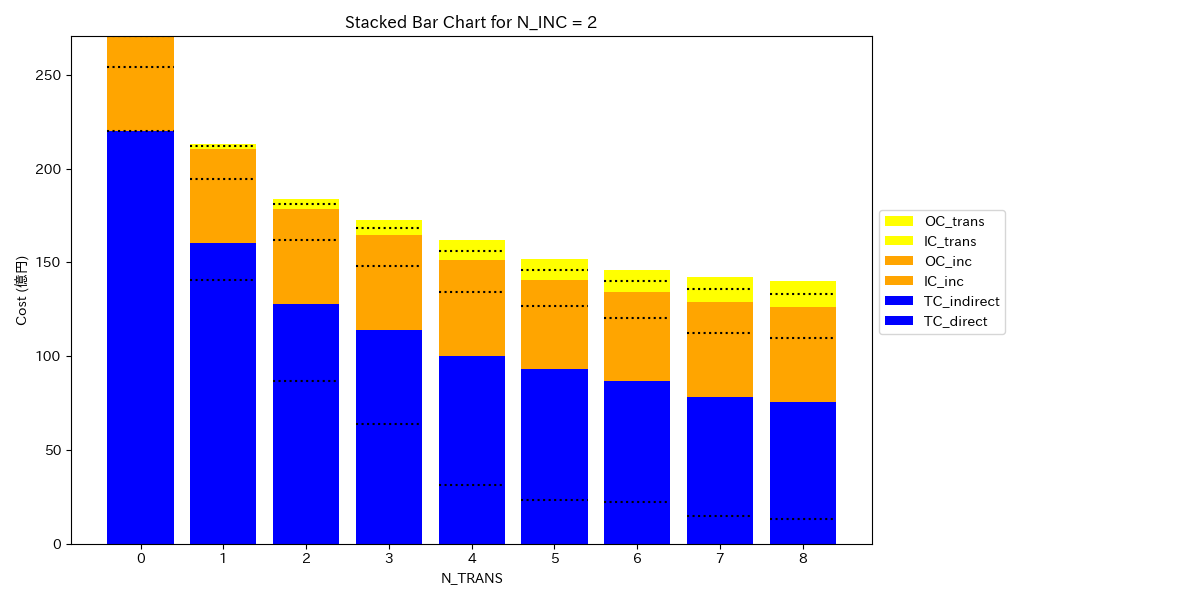 Stacked Bar Chart for N_INC = 2
Cost (億円)
250
200
150
100
50
0
0 1 2 3 4 5 6 7 8
N_TRANS
OC_trans
IC_trans
OC_inc
IC_inc
TC_indirect
TC_direct